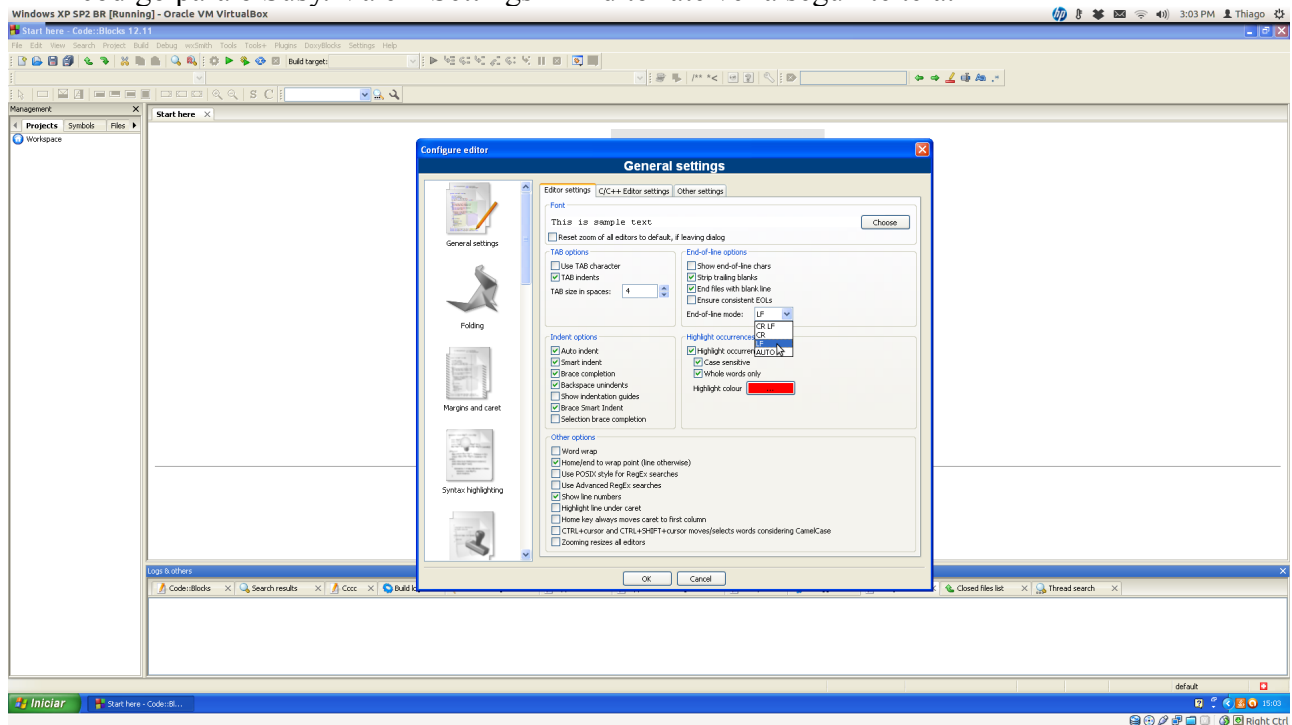 Windows XP SP2 BR [Running] - Oracle VM VirtualBox
3:03 PM Thiago
Start here - Code::Blocks 12.11
File Edit View Search Project Build Debug wxSmith Tools Tools+ Plugins DoxyBlocks Settings Help
Build target:
/** *<
S C
Management
Projects Symbols Files
Workspace
Start here
Configure editor
General settings
General settings
Folding
Margins and caret
Syntax highlighting
Editor settings C/C++ Editor settings Other settings
Font
This is sample text
Choose
Reset zoom of all editors to default, if leaving dialog
TAB options
Use TAB character
TAB indents
TAB size in spaces: 4
End-of-line options
Show end-of-line chars
Strip trailing blanks
End files with blank line
Ensure consistent EOLs
End-of-line mode: LF
CR LF
CR
LF
AUTO
Indent options
Auto indent
Smart indent
Brace completion
Backspace unindents
Show indentation guides
Brace Smart Indent
Selection brace completion
Highlight occurrences
Highlight occurren
Case sensitive
Whole words only
Highlight colour ...
Other options
Word wrap
Home/end to wrap point (line otherwise)
Use POSIX style for RegEx searches
Use Advanced RegEx searches
Show line numbers
Highlight line under caret
Home key always moves caret to first column
CTRL+cursor and CTRL+SHIFT+cursor moves/selects words considering CamelCase
Zooming resizes all editors
OK Cancel
Logs & others
Code::Blocks Search results Cccc Build lo
Closed files list Thread search
default
Iniciar Start here - Code::Bl... 15:03
Right Ctrl